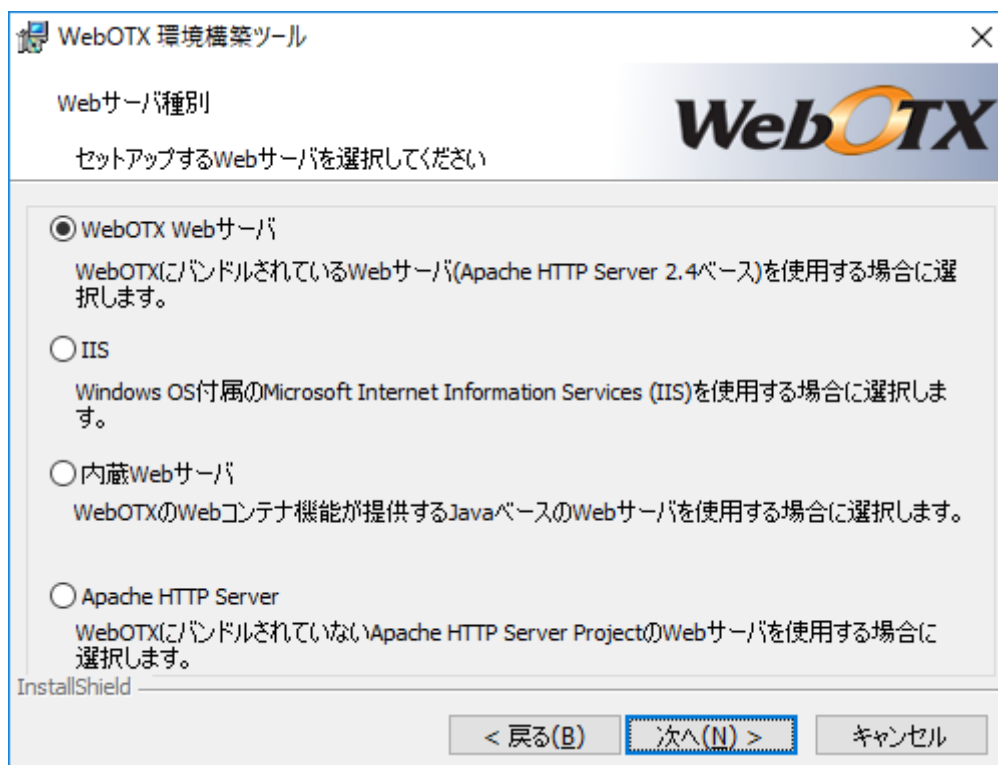 WebOTX 環境構築ツール
Webサーバ種別
WebOTX
セットアップするWebサーバを選択してください
WebOTX Webサーバ
WebOTXにバンドルされているWebサーバ(Apache HTTP Server 2.4ベース)を使用する場合に選
択します。
IIS
Windows OS付属のMicrosoft Internet Information Services (IIS)を使用する場合に選択しま
す。
内蔵Webサーバ
WebOTXのWebコンテナ機能が提供するJavaベースのWebサーバを使用する場合に選択します。
Apache HTTP Server
WebOTXにバンドルされていないApache HTTP Server ProjectのWebサーバを使用する場合に
選択します。
InstallShield
< 戻る(B)
次へ(N) >
キャンセル